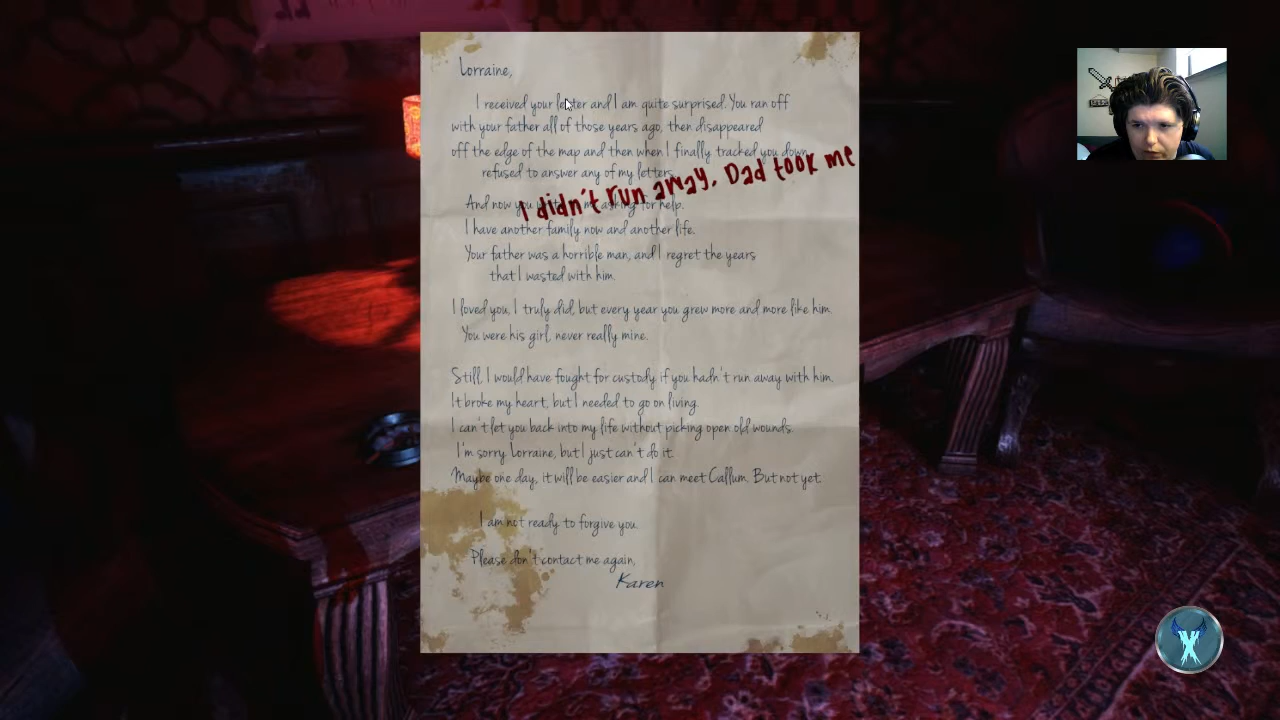 Lorraine,
I received your letter and I am quite surprised. You ran off
with your father all of those years ago, then disappeared
off the edge of the map and then when I finally tracked you down,
refused to answer any of my letters.
I didn't run away, Dad took me
And now you me asking for help.
I have another family now and another life.
Your father was a horrible man, and I regret the years
that I wasted with him.
I loved you, I truly did, but every year you grew more and more like him.
You were his girl, never really mine.
Still, I would have fought for custody if you hadn't run away with him.
It broke my heart, but I needed to go on living.
I can't let you back into my life without picking open old wounds.
I'm sorry Lorraine, but I just can't do it.
Maybe one day, it will be easier and I can meet Callum. But not yet.
I am not ready to forgive you.
Please don't contact me again,
Karen